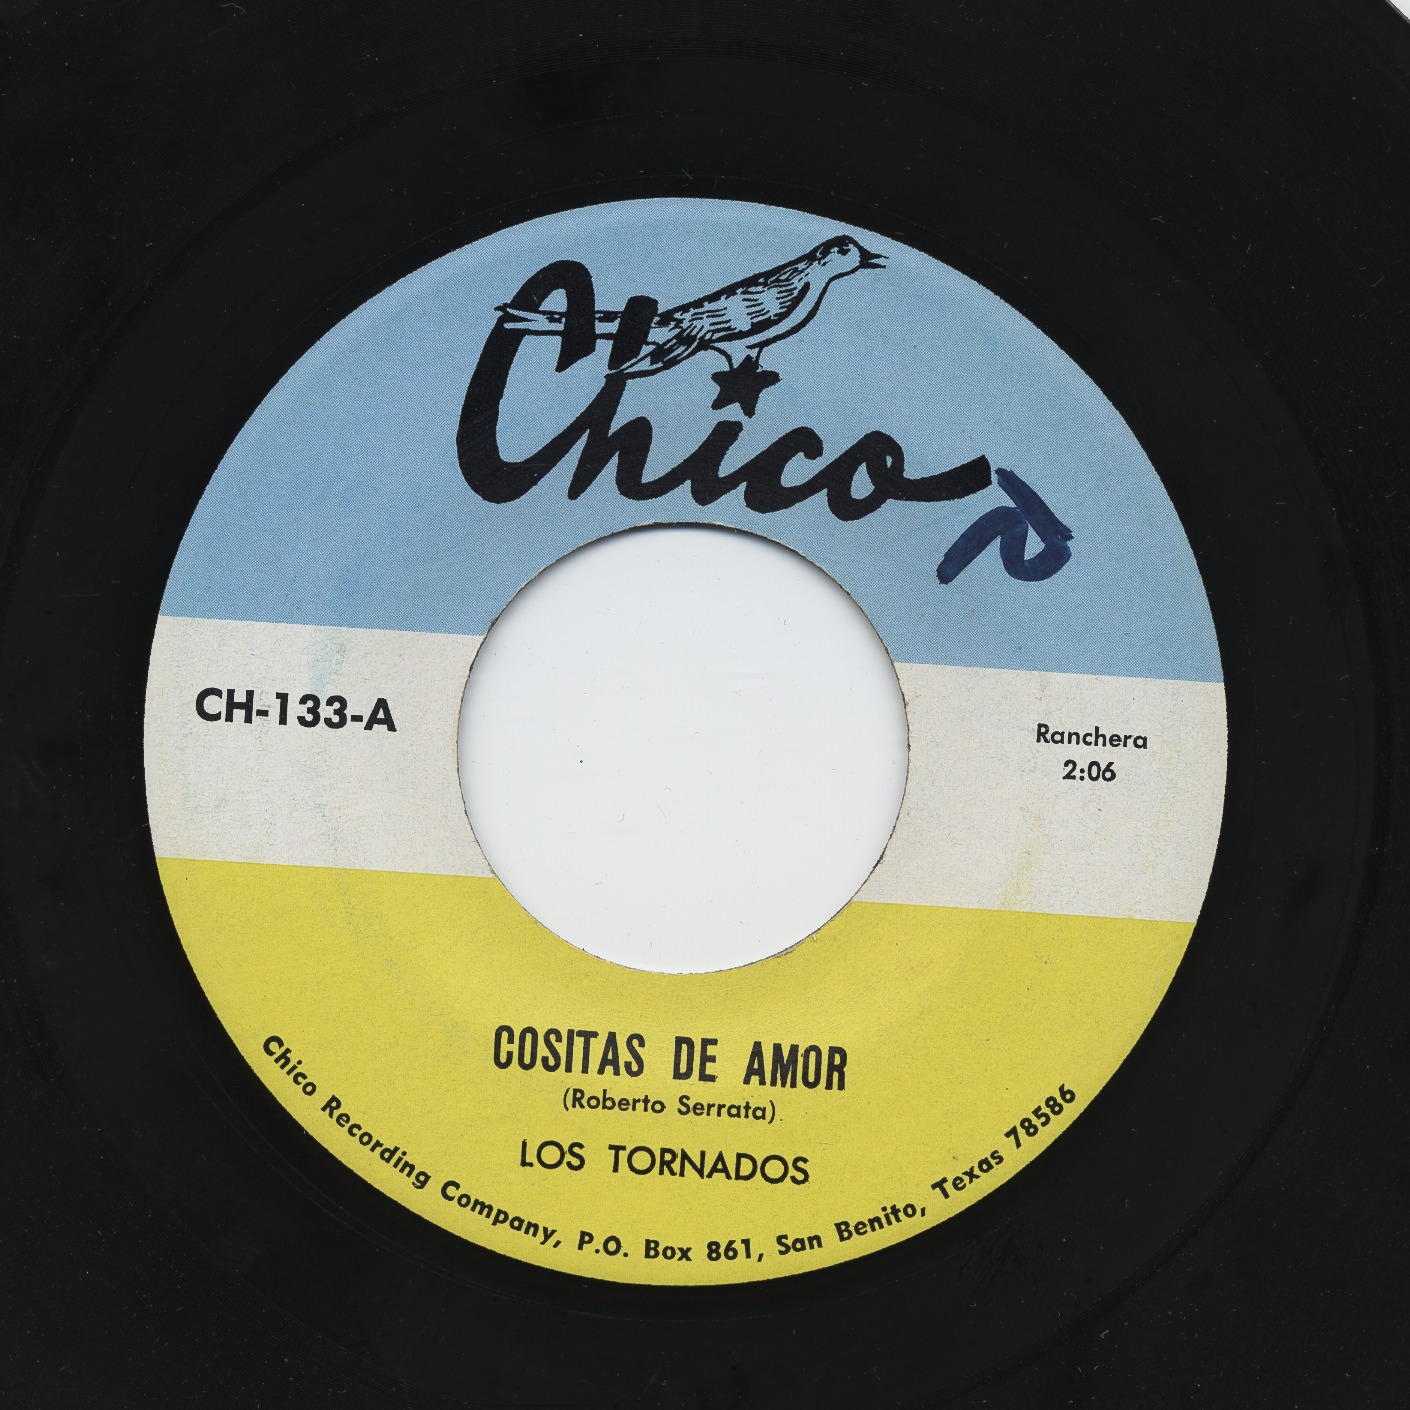 Chico
CH-133-A
Ranchera
2:06
COSITAS DE AMOR
(Roberto Serrata)
LOS TORNADOS
Chico Recording Company, P.O. Box 861, San Benito, Texas 78586